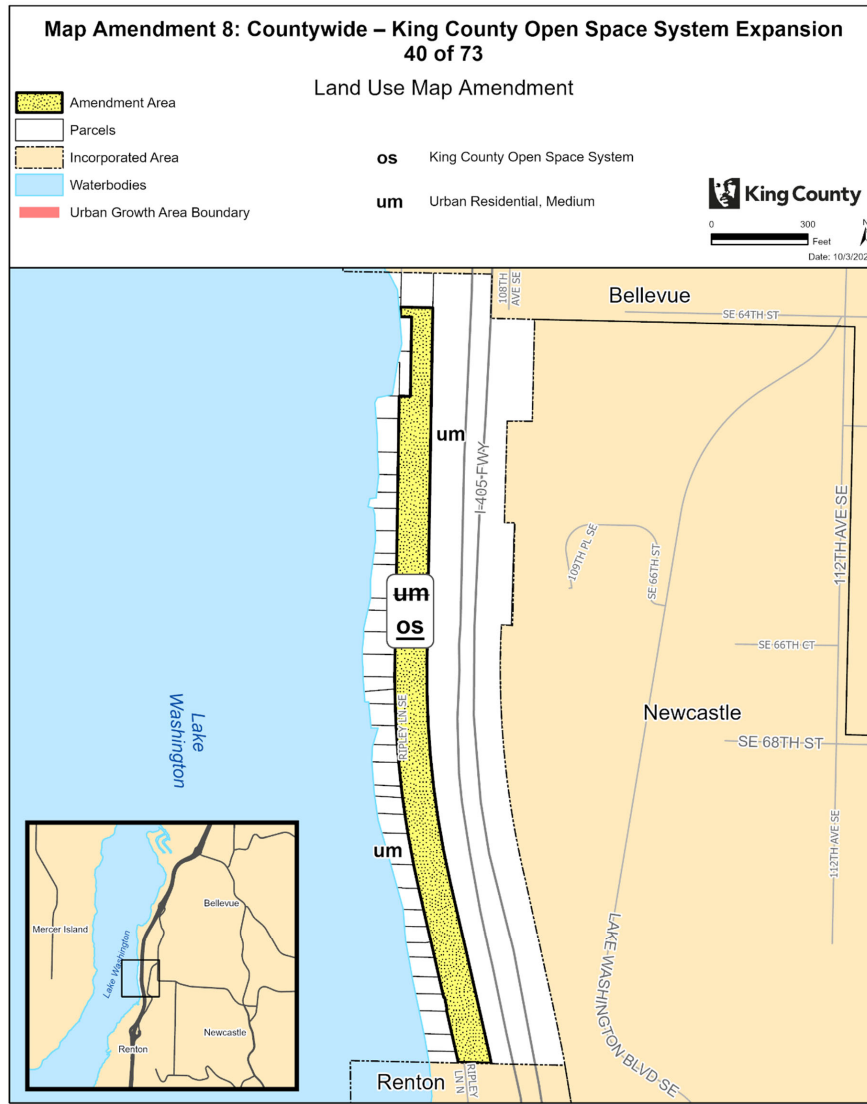 Map Amendment 8: Countywide – King County Open Space System Expansion
40 of 73
Land Use Map Amendment
Amendment Area
Parcels
Incorporated Area
Waterbodies
Urban Growth Area Boundary
os King County Open Space System
um Urban Residential, Medium
King County
0 300
Feet
N
Date: 10/3/202
108TH
AVE SE
Bellevue
SE 64TH ST
um
I-405 FWY
109TH PL SE
SE 66TH ST
112TH AVE SE
um
os
SE 66TH CT
Lake
Washington
RIPLEY LN SE
Newcastle
SE 68TH ST
um
112TH AVE SE
LAKE WASHINGTON BLVD SE
Renton
RIPLEY
LN N
Mercer Island
Lake Washington
Bellevue
Newcastle
Renton